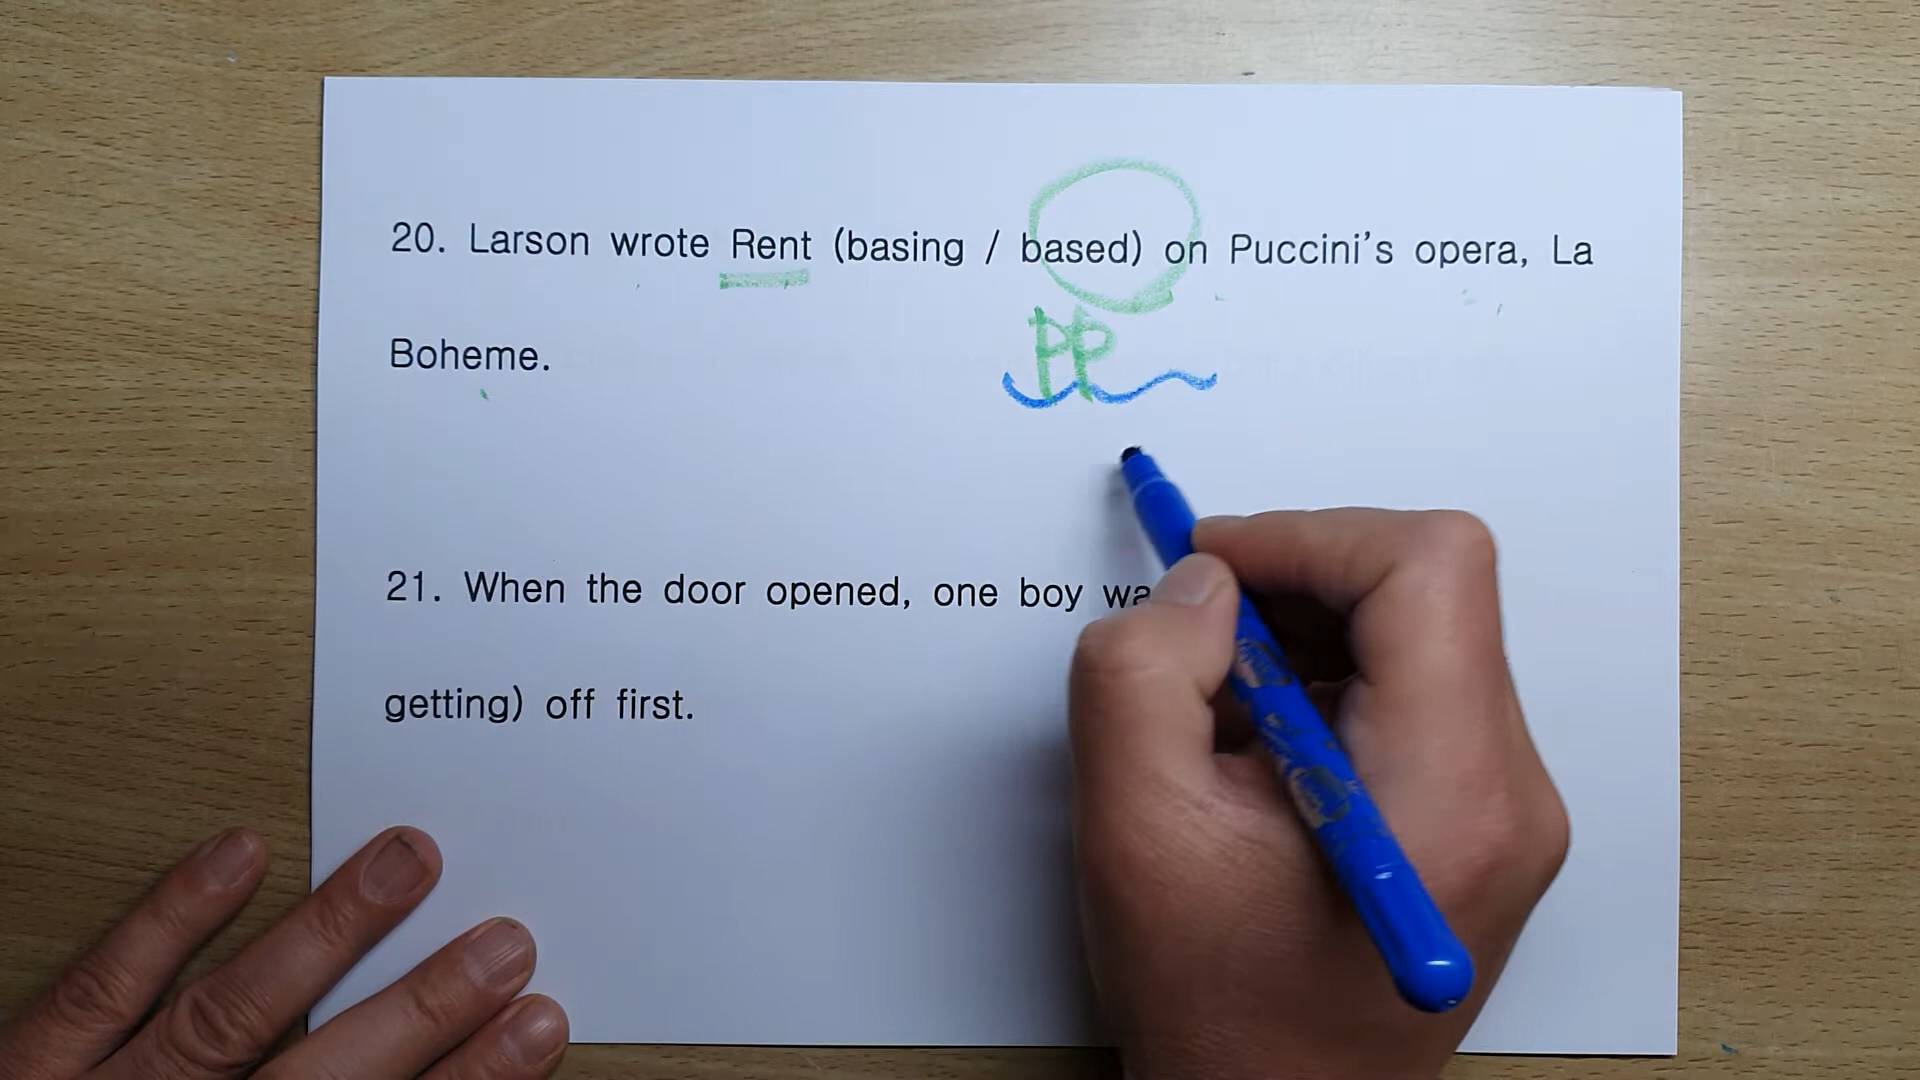 20. Larson wrote Rent (basing / based) on Puccini's opera, La
PP
Boheme.
21. When the door opened, one boy
getting) off first.